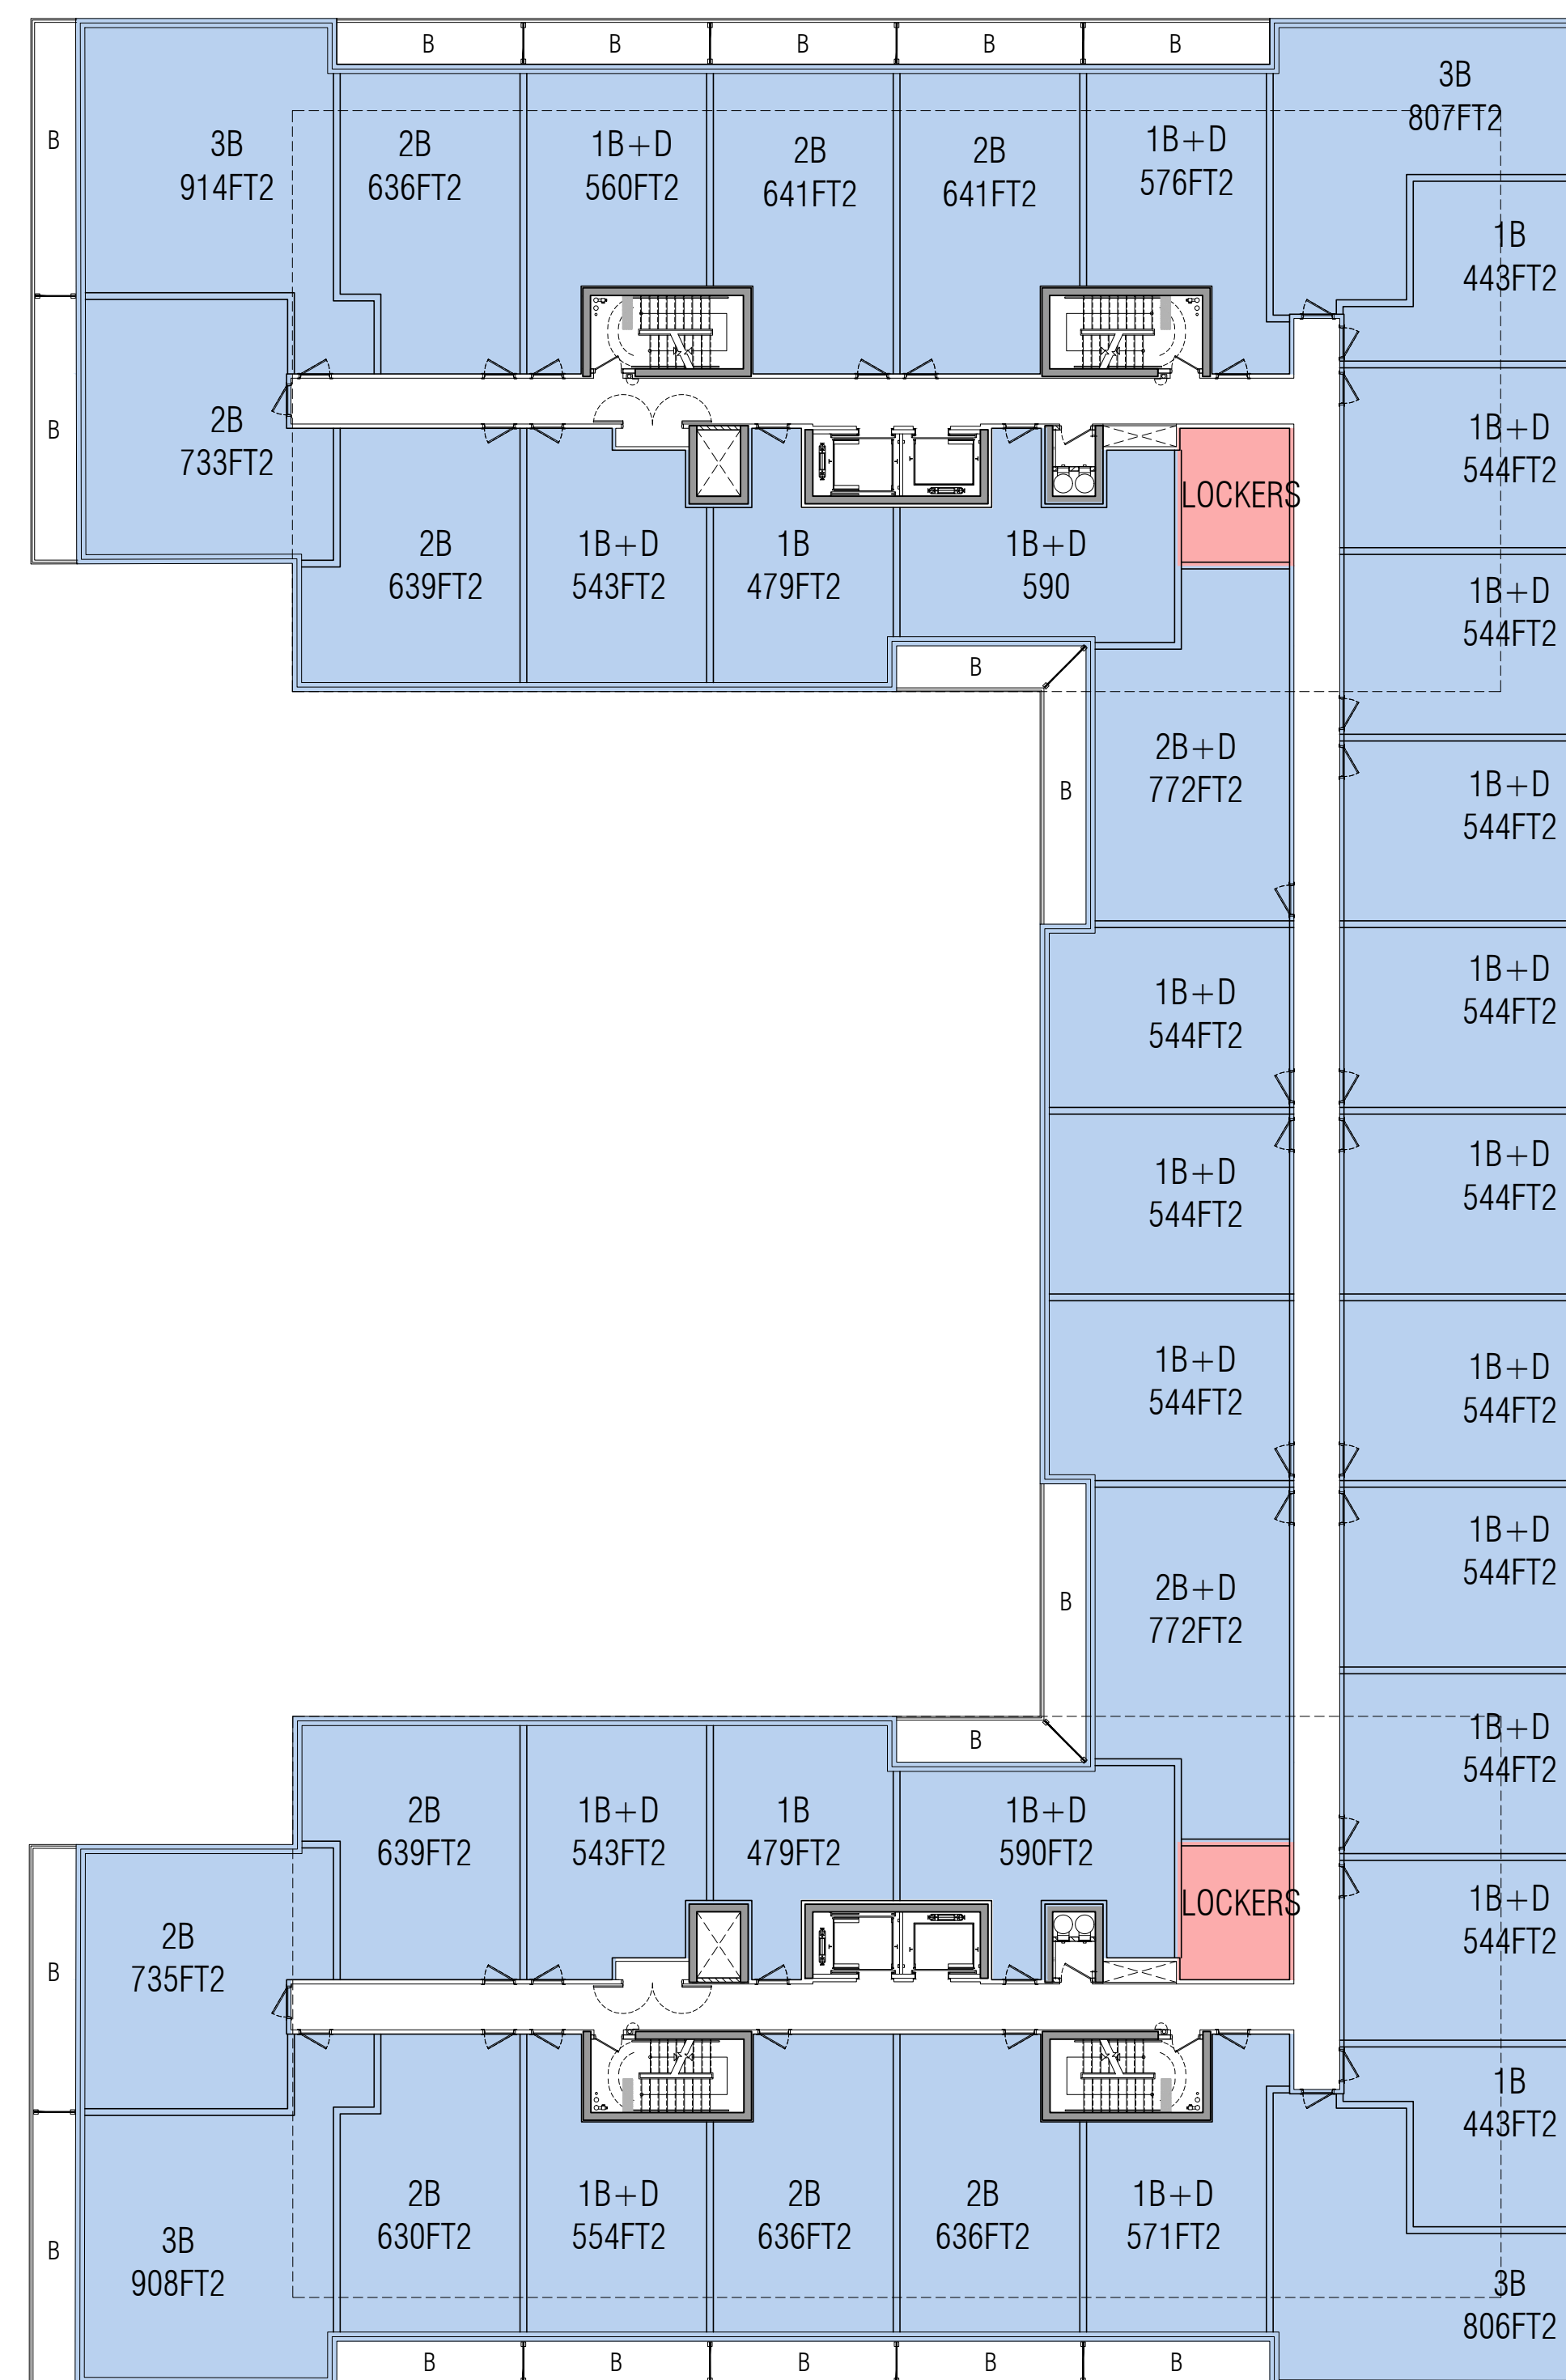 B
B
B
B
B
3B
807FT2
B
3B
914FT2
2B
636FT2
1B+D
560FT2
2B
641FT2
2B
641FT2
1B+D
576FT2
1B
443FT2
B
2B
733FT2
1B+D
544FT2
LOCKERS
2B
639FT2
1B+D
543FT2
1B
479FT2
1B+D
590
1B+D
544FT2
B
B
2B+D
772FT2
1B+D
544FT2
1B+D
544FT2
1B+D
544FT2
1B+D
544FT2
1B+D
544FT2
1B+D
544FT2
1B+D
544FT2
B
2B+D
772FT2
1B+D
544FT2
B
1B+D
544FT2
2B
639FT2
1B+D
543FT2
1B
479FT2
1B+D
590FT2
LOCKERS
1B+D
544FT2
B
2B
735FT2
1B
443FT2
B
3B
908FT2
2B
630FT2
1B+D
554FT2
2B
636FT2
2B
636FT2
1B+D
571FT2
3B
806FT2
B
B
B
B
B